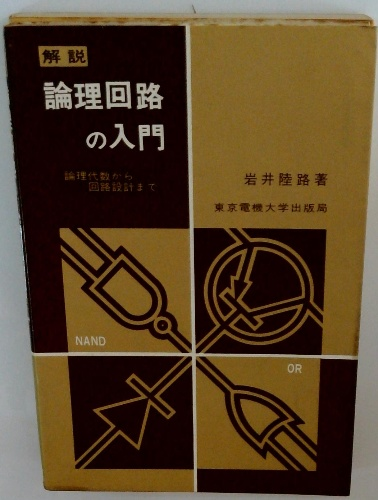 解説
論理回路
の入門
論理代数から
回路設計まで
岩井陸路著
東京電機大学出版局
NAND
OR